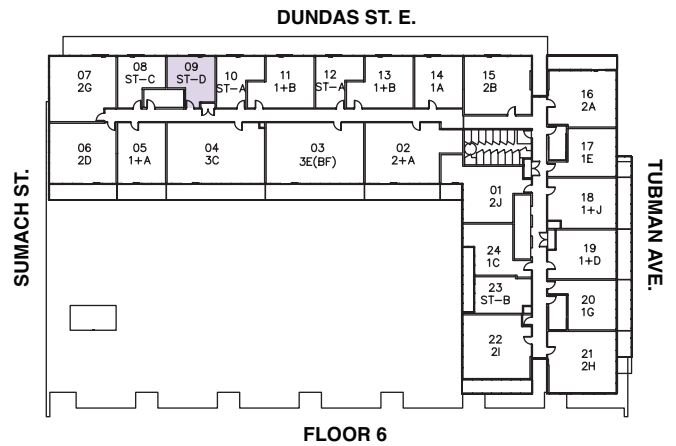 DUNDAS ST. E.
07
2G
08
ST-C
09
ST-D
10
ST-A
11
1+B
12
ST-A
13
1+B
14
1A
15
2B
16
2A
06
2D
05
1+A
04
3C
03
3E(BF)
02
2+A
17
1E
01
2J
18
1+J
24
1C
19
1+D
23
ST-B
20
1G
22
2I
21
2H
SUMACH ST.
TUBMAN AVE.
FLOOR 6